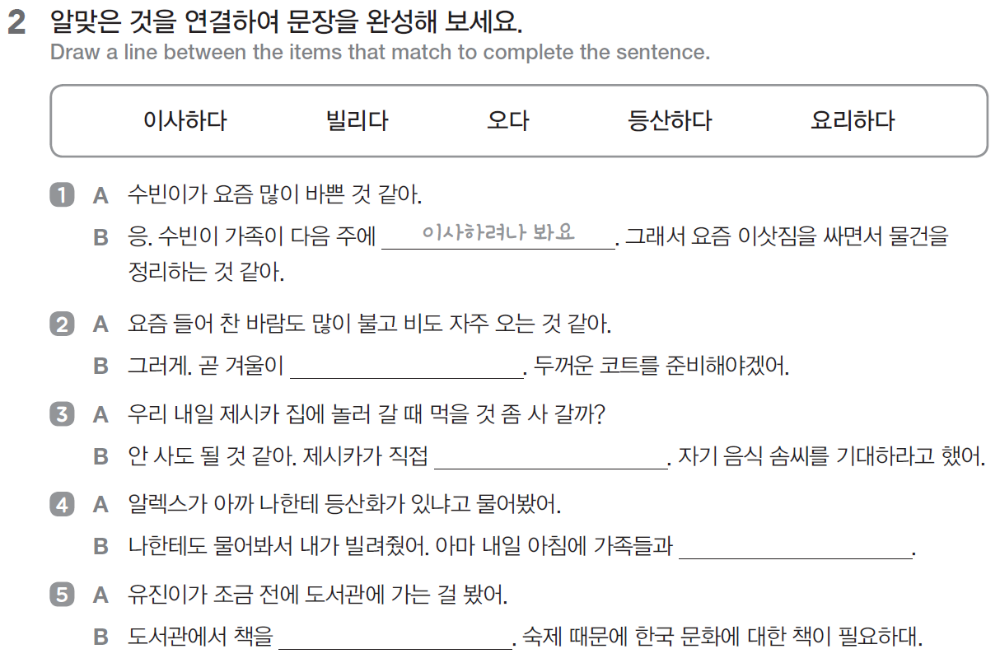 2 알맞은 것을 연결하여 문장을 완성해 보세요.
Draw a line between the items that match to complete the sentence.
이사하다 빌리다 오다 등산하다 요리하다
1 A 수빈이가 요즘 많이 바쁜 것 같아.
B 응. 수빈이 가족이 다음 주에 이사하려나 봐요. 그래서 요즘 이삿짐을 싸면서 물건을
정리하는 것 같아.
2 A 요즘 들어 찬 바람도 많이 불고 비도 자주 오는 것 같아.
B 그러게. 곧 겨울이 ____________. 두꺼운 코트를 준비해야겠어.
3 A 우리 내일 제시카 집에 놀러 갈 때 먹을 것 좀 사 갈까?
B 안 사도 될 것 같아. 제시카가 직접 ____________. 자기 음식 솜씨를 기대하라고 했어.
4 A 알렉스가 아까 나한테 등산화가 있냐고 물어봤어.
B 나한테도 물어봐서 내가 빌려줬어. 아마 내일 아침에 가족들과 ____________.
5 A 유진이가 조금 전에 도서관에 가는 걸 봤어.
B 도서관에서 책을 ____________. 숙제 때문에 한국 문화에 대한 책이 필요하대.